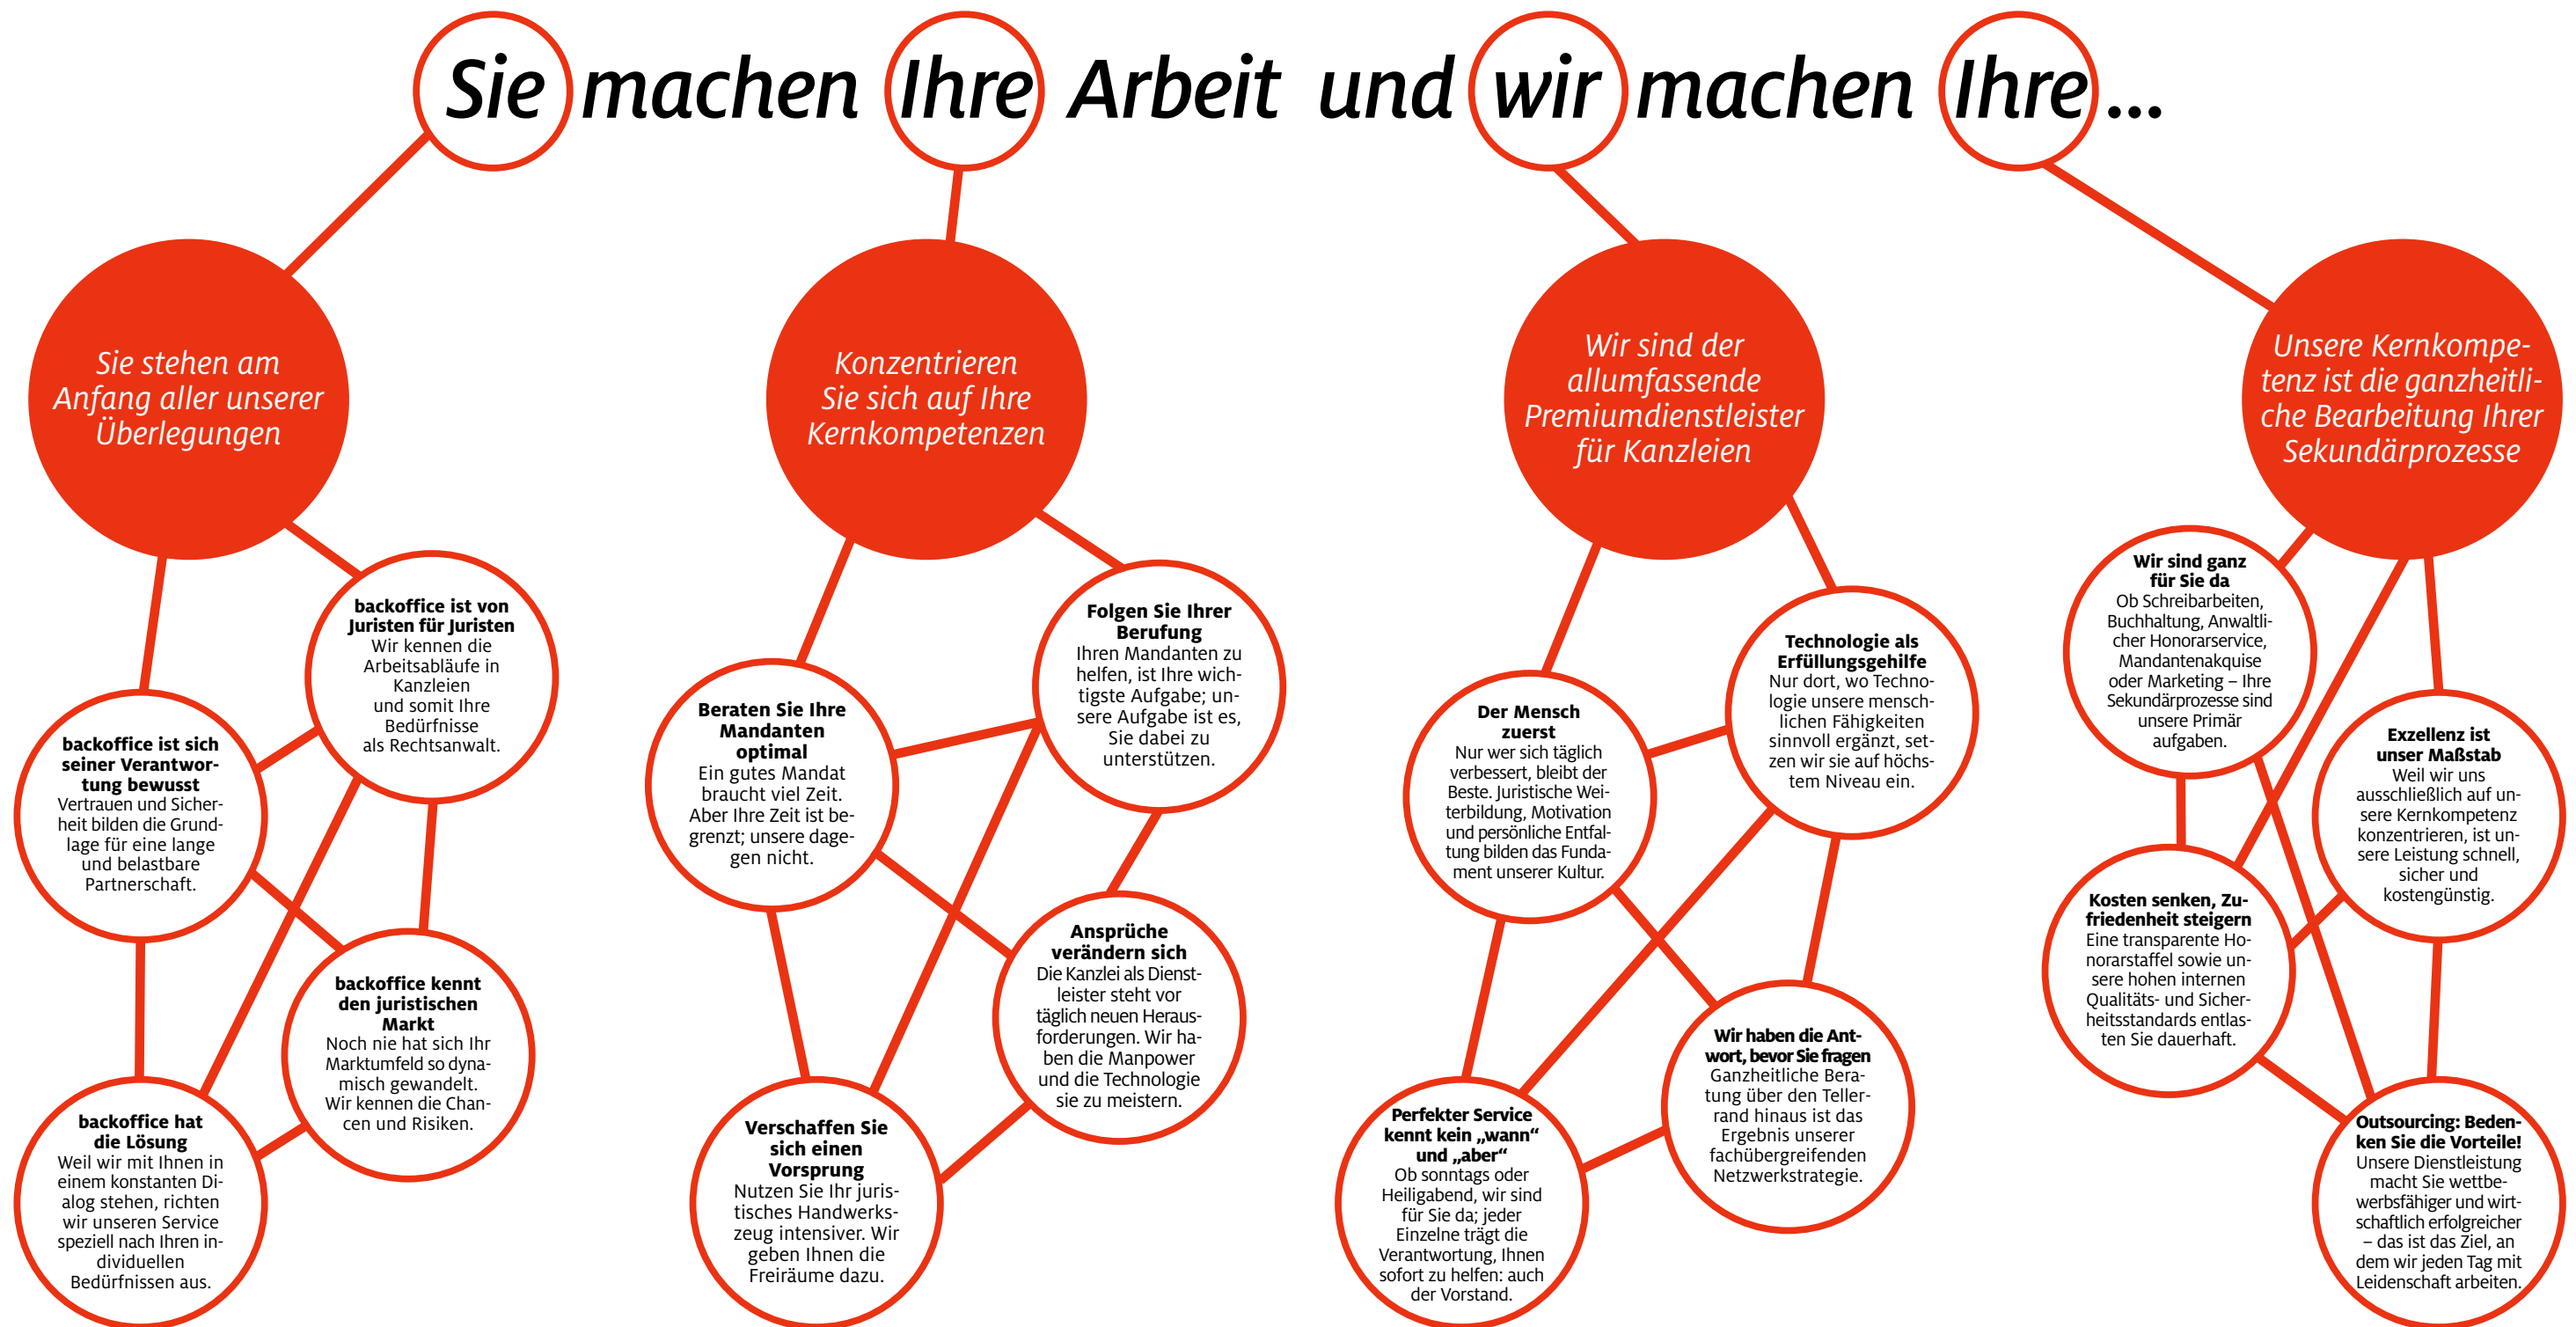 Sie machen Ihre Arbeit und wir machen Ihre ...
Sie stehen am
Anfang aller unserer
Überlegungen
backoffice ist von
Juristen für Juristen
Wir kennen die
Arbeitsabläufe in
Kanzleien
und somit Ihre
Bedürfnisse
als Rechtsanwalt.
backoffice ist sich
seiner Verantwor-
tung bewusst
Vertrauen und Sicher-
heit bilden die Grund-
lage für eine lange
und belastbare
Partnerschaft.
backoffice kennt
den juristischen
Markt
Noch nie hat sich Ihr
Marktumfeld so dyna-
misch gewandelt.
Wir kennen die Chan-
cen und Risiken.
backoffice hat
die Lösung
Weil wir mit Ihnen in
einem konstanten Di-
alog stehen, richten
wir unseren Service
speziell nach Ihren in-
dividuellen
Bedürfnissen aus.
Konzentrieren
Sie sich auf Ihre
Kernkompetenzen
Folgen Sie Ihrer
Berufung
Ihren Mandanten zu
helfen, ist Ihre wich-
tigste Aufgabe; un-
sere Aufgabe ist es,
Sie dabei zu
unterstützen.
Beraten Sie Ihre
Mandanten
optimal
Ein gutes Mandat
braucht viel Zeit.
Aber Ihre Zeit ist be-
grenzt; unsere dage-
gen nicht.
Ansprüche
verändern sich
Die Kanzlei als Dienst-
leister steht vor
täglich neuen Heraus-
forderungen. Wir ha-
ben die Manpower
und die Technologie
sie zu meistern.
Verschaffen Sie
sich einen
Vorsprung
Nutzen Sie Ihr juris-
tisches Handwerks-
zeug intensiver. Wir
geben Ihnen die
Freiräume dazu.
Wir sind der
allumfassende
Premiumdienstleister
für Kanzleien
Technologie als
Erfüllungsgehilfe
Nur dort, wo Techno-
logie unsere mensch-
lichen Fähigkeiten
sinnvoll ergänzt, set-
zen wir sie auf höchs-
tem Niveau ein.
Der Mensch
zuerst
Nur wer sich täglich
verbessert, bleibt der
Beste. Juristische Wei-
terbildung, Motivation
und persönliche Entfal-
tung bilden das Funda-
ment unserer Kultur.
Wir haben die Ant-
wort, bevor Sie fragen
Ganzheitliche Bera-
tung über den Teller-
rand hinaus ist das
Ergebnis unserer
fachübergreifenden
Netzwerkstrategie.
Perfekter Service
kennt kein „wann“
und „aber“
Ob sonntags oder
Heiligabend, wir sind
für Sie da; jeder
Einzelne trägt die
Verantwortung, Ihnen
sofort zu helfen: auch
der Vorstand.
Unsere Kernkompe-
tenz ist die ganzheitli-
che Bearbeitung Ihrer
Sekundärprozesse
Wir sind ganz
für Sie da
Ob Schreibarbeiten,
Buchhaltung, Anwaltli-
cher Honorarservice,
Mandantenakquise
oder Marketing – Ihre
Sekundärprozesse sind
unsere Primär
aufgaben.
Exzellenz ist
unser Maßstab
Weil wir uns
ausschließlich auf un-
sere Kernkompetenz
konzentrieren, ist un-
sere Leistung schnell,
sicher und
kostengünstig.
Kosten senken, Zu-
friedenheit steigern
Eine transparente Ho-
norarstaffel sowie un-
sere hohen internen
Qualitäts- und Sicher-
heitsstandards entlas-
ten Sie dauerhaft.
Outsourcing: Beden-
ken Sie die Vorteile!
Unsere Dienstleistung
macht Sie wettbe-
werbsfähiger und wirt-
schaftlich erfolgreicher
– das ist das Ziel, an
dem wir jeden Tag mit
Leidenschaft arbeiten.